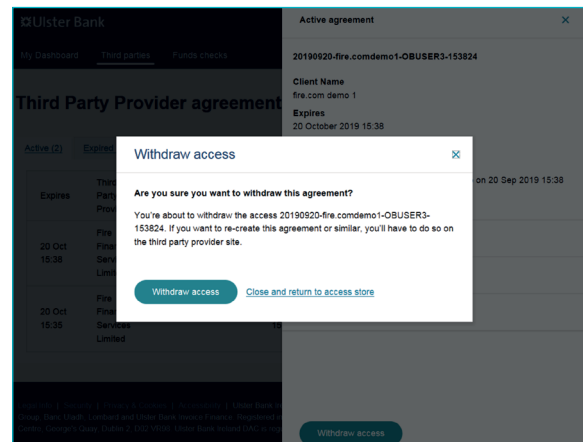 Ulster Bank
My Dashboard Third parties Funds checks
Third Party Provider agreement
Active (2) Expired
Expires
Third
Party
20 Oct
15:38
Fire
20 Oct
15:35
Fire
Services
Limited
15
Active agreement
20190920-fire.comdemo1-OBUSER3-153824
Client Name
fire.com demo 1
Expires
20 October 2019 15:38
on 20 Sep 2019 15:38
Withdraw access
Are you sure you want to withdraw this agreement?
You're about to withdraw the access 20190920-fire.comdemo1-OBUSER3-
153824. If you want to re-create this agreement or similar, you'll have to do so on
the third party provider site.
Withdraw access Close and return to access store
Withdraw access